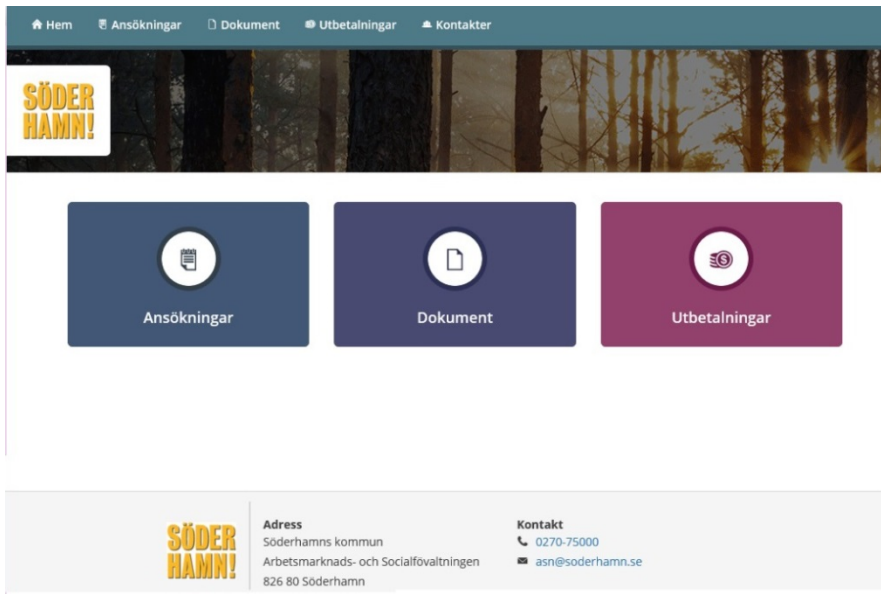 Hem Ansökningar Dokument Utbetalningar Kontakter
SÖDER
HAMN!
Ansökningar Dokument Utbetalningar
SÖDER
HAMN!
Adress
Söderhamns kommun
Arbetsmarknads- och Socialfövaltningen
826 80 Söderhamn
Kontakt
0270-75000
asn@soderhamn.se